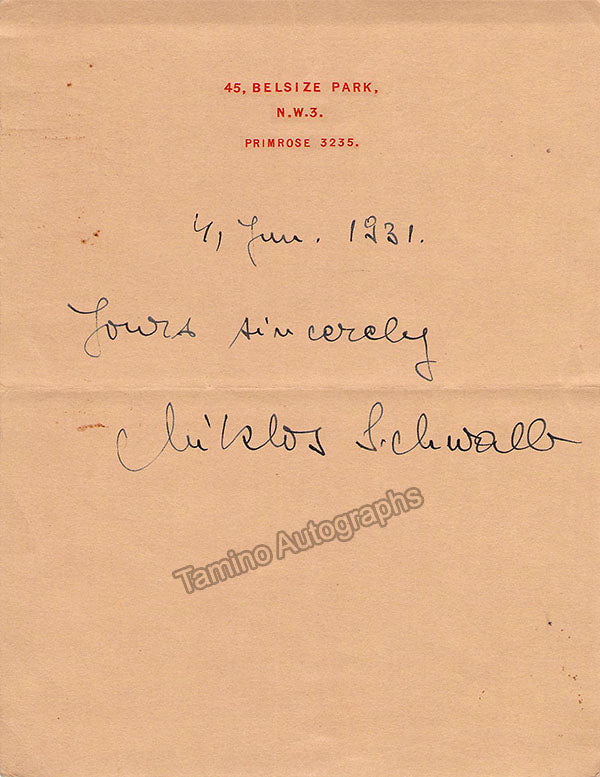 45, BELSIZE PARK,
N.W.3.
PRIMROSE 3235.
4, Jun. 1931.
Yours sincerely
Miklos Schwalb
Tamino Autographs